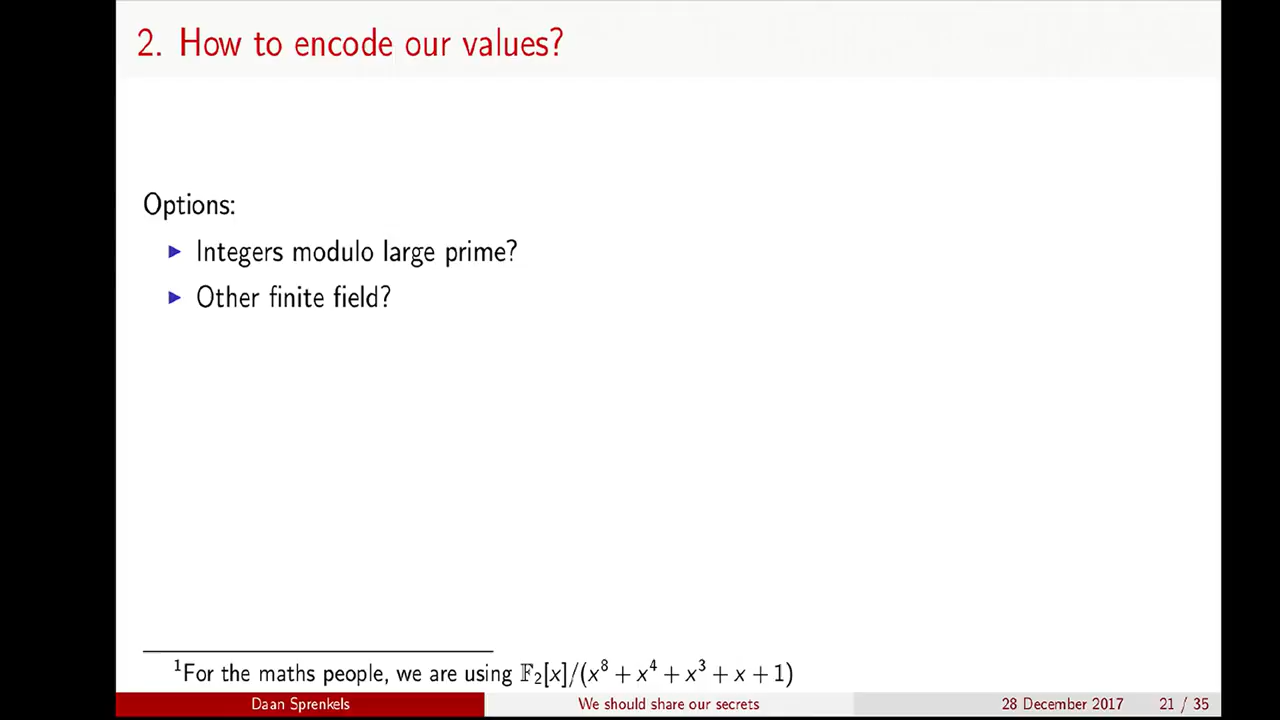 2. How to encode our values?
Options:
▶ Integers modulo large prime?
▶ Other finite field?
¹For the maths people, we are using 𝔽₂[x]/(x⁸ + x⁴ + x³ + x + 1)
Daan Sprenkels We should share our secrets 28 December 2017 21 / 35